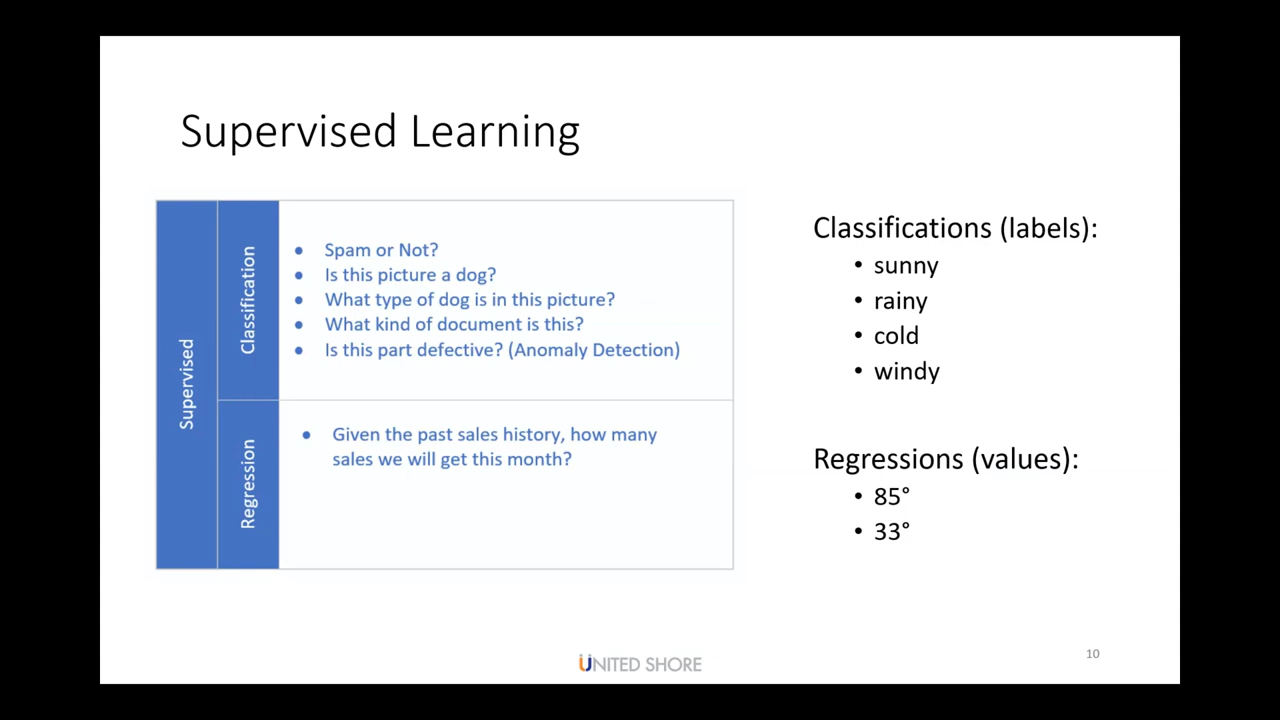 Supervised Learning
Supervised
Classification
• Spam or Not?
• Is this picture a dog?
• What type of dog is in this picture?
• What kind of document is this?
• Is this part defective? (Anomaly Detection)
Regression
• Given the past sales history, how many
sales we will get this month?
Classifications (labels):
• sunny
• rainy
• cold
• windy
Regressions (values):
• 85°
• 33°
UNITED SHORE
10